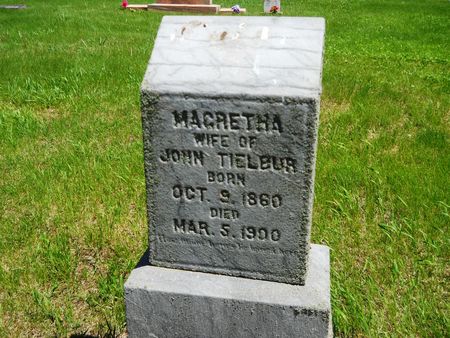 MAGRETHA
WIFE OF
JOHN TIELBUR
BORN
OCT. 9, 1860
DIED
MAR. 5, 1900